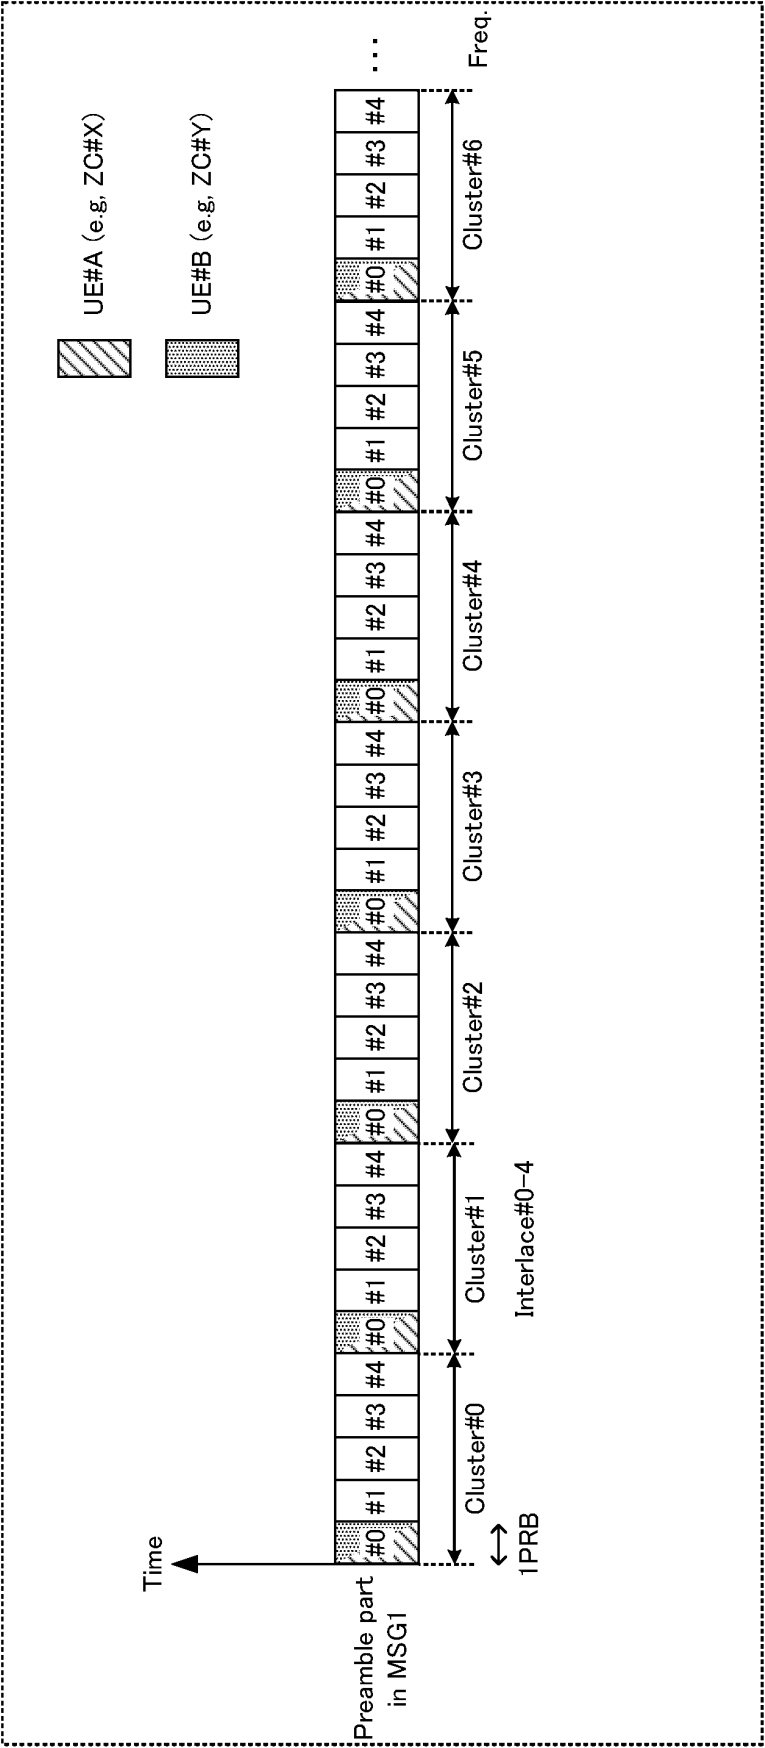 UE#A (e.g, ZC#X)
UE#B (e.g, ZC#Y)
Time
Preamble part
in MSG1
#0 #1 #2 #3 #4 #0 #1 #2 #3 #4 #0 #1 #2 #3 #4 #0 #1 #2 #3 #4 #0 #1 #2 #3 #4 #0 #1 #2 #3 #4 #0 #1 #2 #3 #4 ...
Cluster#0 Cluster#1 Cluster#2 Cluster#3 Cluster#4 Cluster#5 Cluster#6 Freq.
1PRB Interlace#0-4